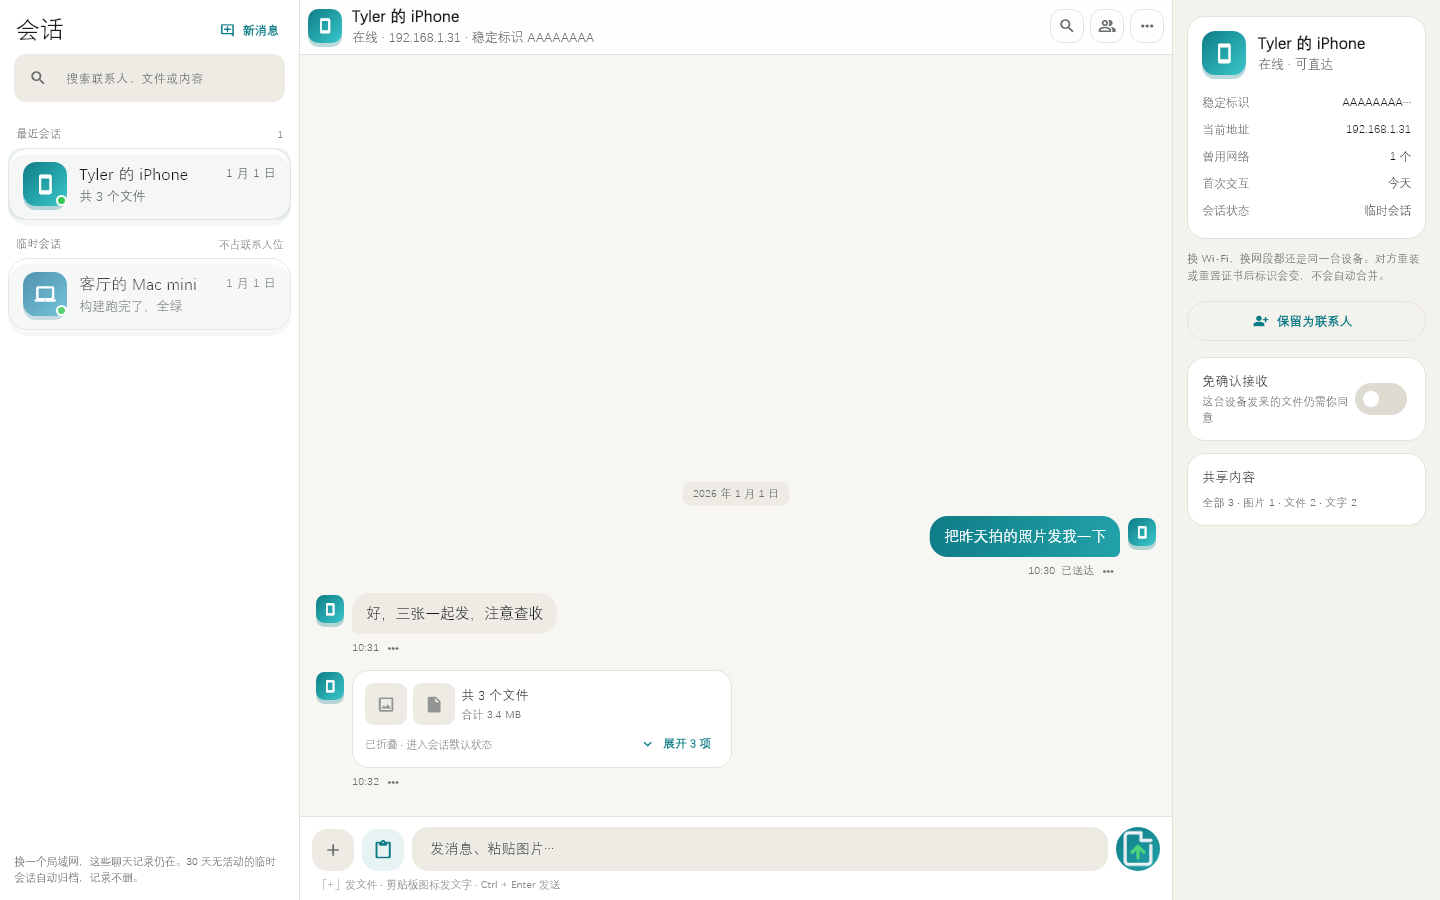 会话
新消息
搜索联系人、文件或内容
最近会话
1
Tyler 的 iPhone
1 月 1 日
共 3 个文件
临时会话
不占联系人位
客厅的 Mac mini
1 月 1 日
构建跑完了，全绿
换一个局域网，这些聊天记录仍在。30 天无活动的临时
会话自动归档，记录不删。
Tyler 的 iPhone
在线 · 192.168.1.31 · 稳定标识 AAAAAAAA
2026 年 1 月 1 日
把昨天拍的照片发我一下
10:30 已送达
好，三张一起发，注意查收
10:31
共 3 个文件
合计 3.4 MB
已折叠 · 进入会话默认状态
展开 3 项
10:32
发消息、粘贴图片…
「+」发文件 · 剪贴板图标发文字 · Ctrl + Enter 发送
Tyler 的 iPhone
在线 · 可直达
稳定标识
AAAAAAAA…
当前地址
192.168.1.31
曾用网络
1 个
首次交互
今天
会话状态
临时会话
换 Wi-Fi、换网段都还是同一台设备。对方重装
或重置证书后标识会变，不会自动合并。
保留为联系人
免确认接收
这台设备发来的文件仍需你同
意
共享内容
全部 3 · 图片 1 · 文件 2 · 文字 2